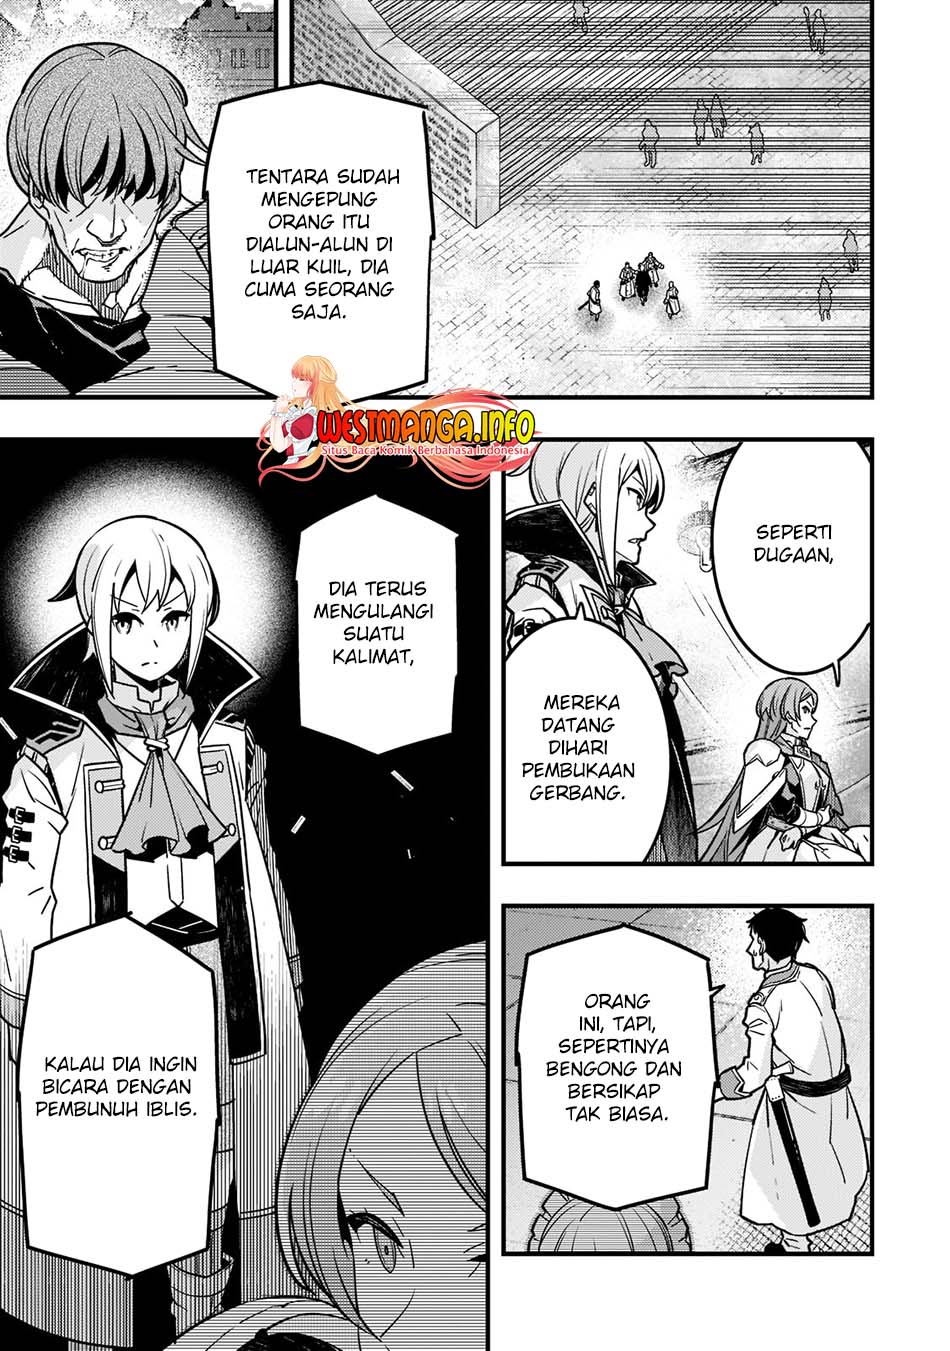 TENTARA SUDAH
MENGEPUNG
ORANG ITU
DIALUN-ALUN DI
LUAR KUIL, DIA
CUMA SEORANG
SAJA.
WESTMANGA.INFO
Situs Baca Komik Berbahasa Indonesia
SEPERTI
DUGAAN,
MEREKA
DATANG
DIHARI
PEMBUKAAN
GERBANG.
ORANG
INI, TAPI,
SEPERTINYA
BENGONG DAN
BERSIKAP
TAK BIASA.
DIA TERUS
MENGULANGI
SUATU
KALIMAT,
KALAU DIA INGIN
BICARA DENGAN
PEMBUNUH IBLIS.